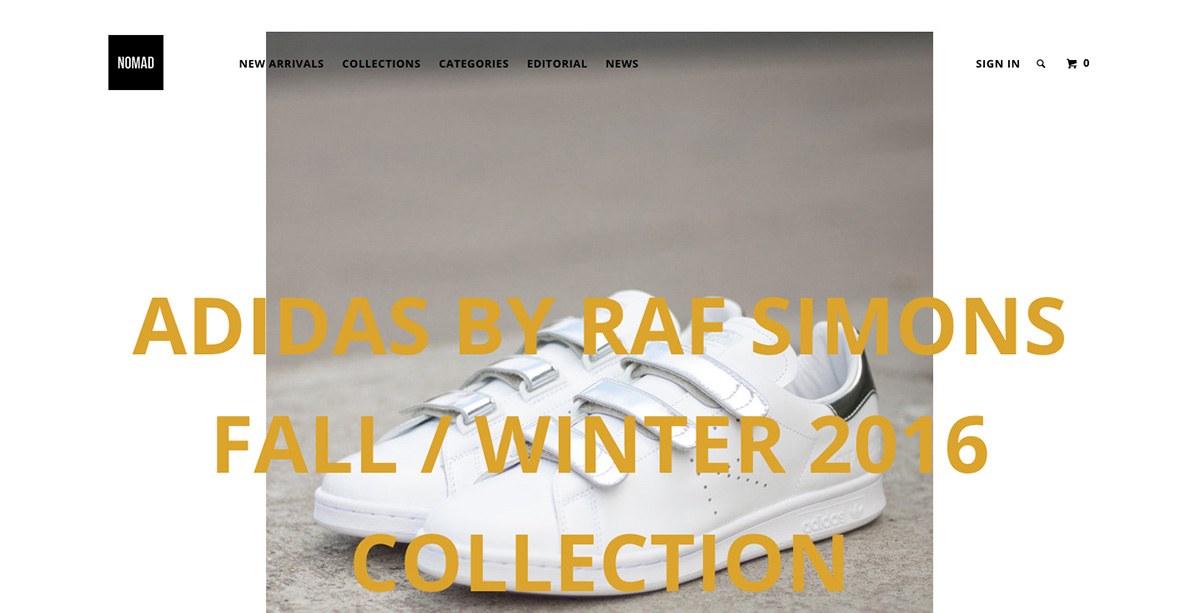 NOMAD
NEW ARRIVALS COLLECTIONS CATEGORIES EDITORIAL NEWS SIGN IN 0
ADIDAS BY RAF SIMONS
FALL / WINTER 2016
adidas
COLLECTION